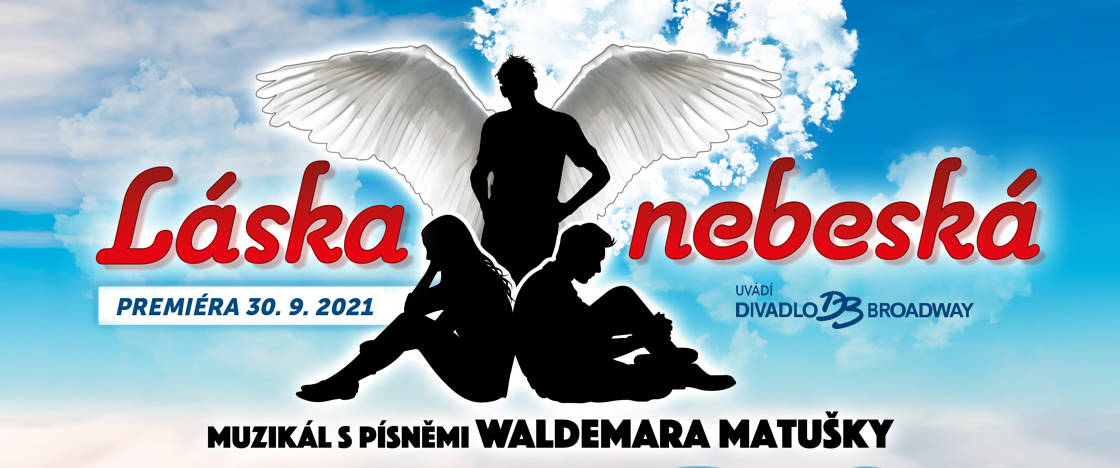 Láska nebeská
PREMIÉRA 30. 9. 2021
UVÁDÍ
DIVADLO DB BROADWAY
MUZIKÁL S PÍSNĚMI WALDEMARA MATUŠKY